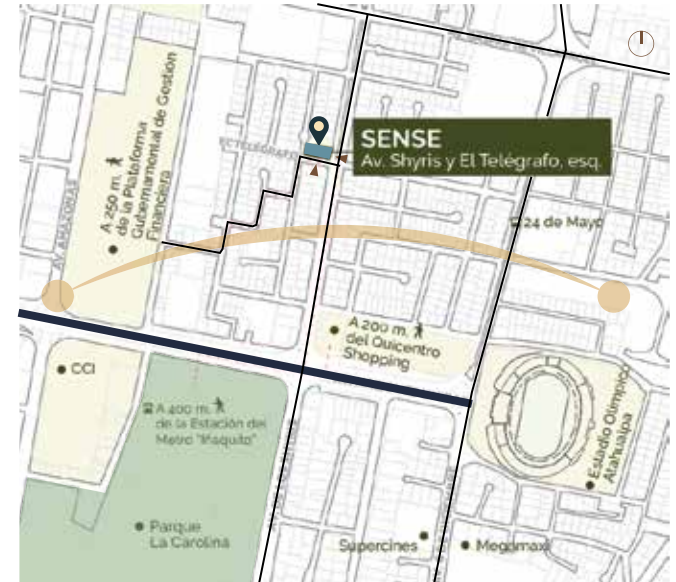 SENSE
Av. Shyris y El Telégrafo, esq.
A 250 m.
de la Plataforma
Gubernamental de Gestión
Financiera
AV. AMAZONAS
24 de Mayo
A 200 m.
del Quicentro
Shopping
CCI
A 400 m.
de la Estación del
Metro "Iñaquito"
Estadio Olímpico
Atahualpa
Parque
La Carolina
Supercines
Megamaxi